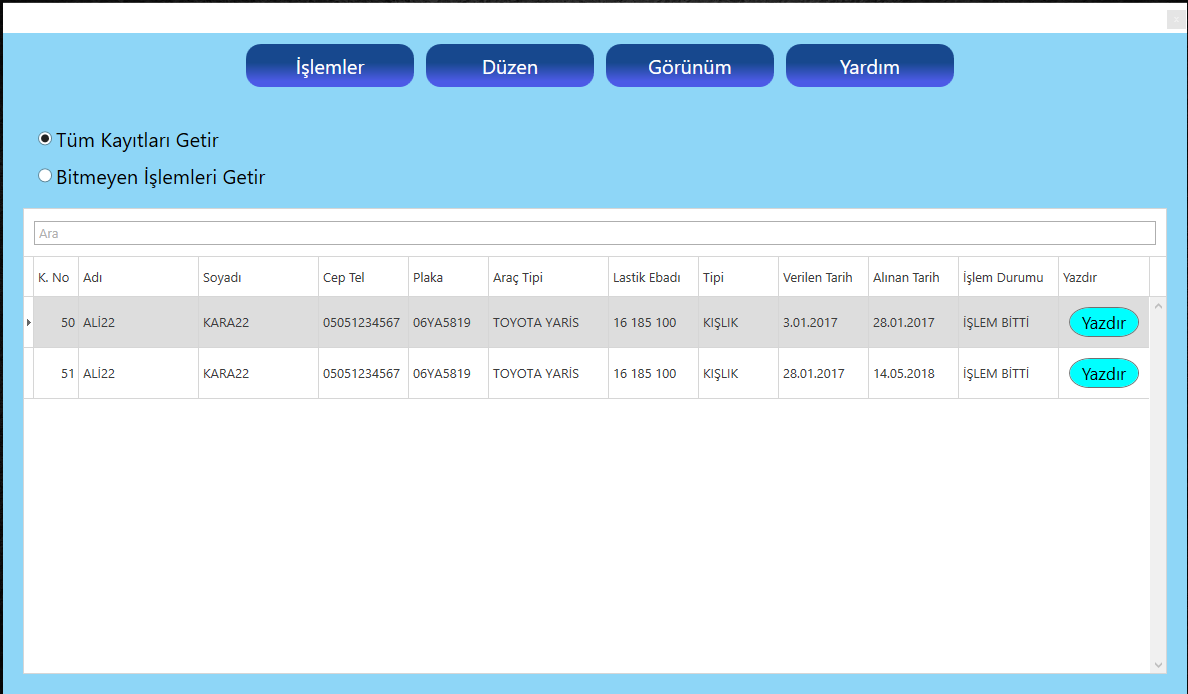 İşlemler Düzen Görünüm Yardım
Tüm Kayıtları Getir
Bitmeyen İşlemleri Getir
Ara
K. No Adı Soyadı Cep Tel Plaka Araç Tipi Lastik Ebadı Tipi Verilen Tarih Alınan Tarih İşlem Durumu Yazdır
50 ALİ22 KARA22 05051234567 06YA5819 TOYOTA YARİS 16 185 100 KIŞLIK 3.01.2017 28.01.2017 İŞLEM BİTTİ Yazdır
51 ALİ22 KARA22 05051234567 06YA5819 TOYOTA YARİS 16 185 100 KIŞLIK 28.01.2017 14.05.2018 İŞLEM BİTTİ Yazdır